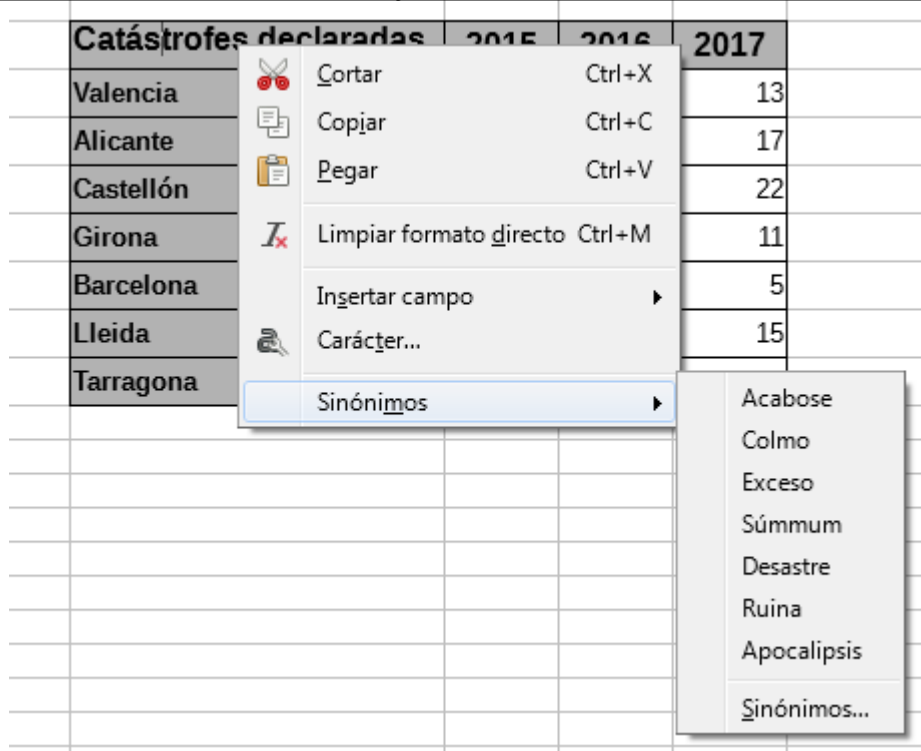 Catástrofes declaradas 2015 2016 2017
Valencia 13
Alicante 17
Castellón 22
Girona 11
Barcelona 5
Lleida 15
Tarragona
Cortar Ctrl+X
Copiar Ctrl+C
Pegar Ctrl+V
Limpiar formato directo Ctrl+M
Insertar campo
Carácter...
Sinónimos
Acabose
Colmo
Exceso
Súmmum
Desastre
Ruina
Apocalipsis
Sinónimos...